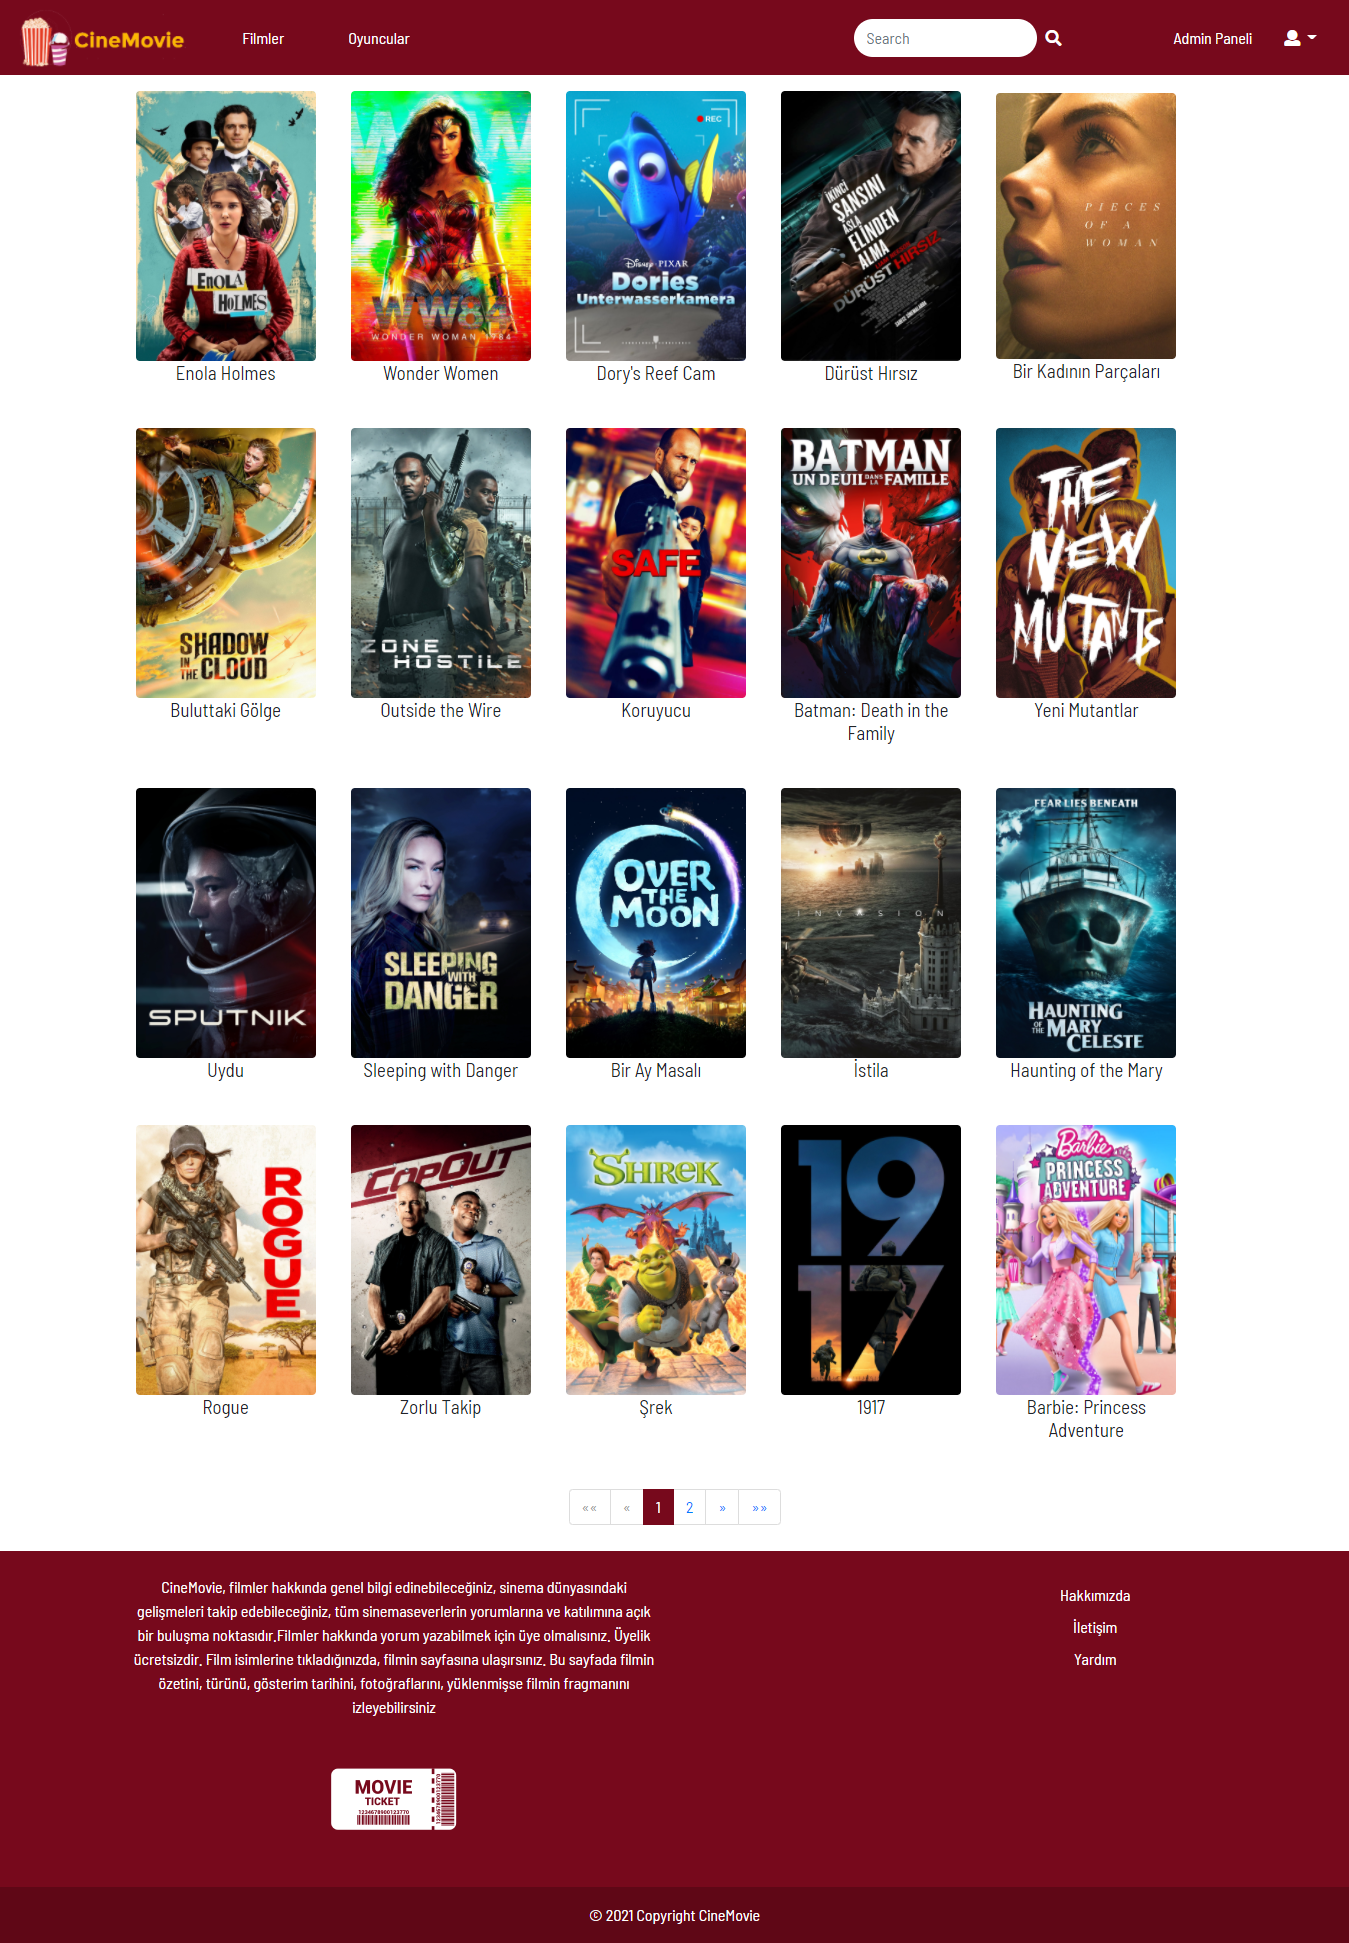 CineMovie
Filmler
Oyuncular
Search
Admin Paneli
ENOLA
HOLMES
Enola Holmes
WW84
WONDER WOMAN 1984
Wonder Women
REC
Disney·PIXAR
Dories
Unterwasserkamera
Dory's Reef Cam
İKİNCİ
ŞANSINI
ASLA
ELİNDEN
ALMA
DÜRÜST HIRSIZ
Dürüst Hırsız
PIECES
OF A
WOMAN
Bir Kadının Parçaları
SHADOW
IN THE CLOUD
Buluttaki Gölge
ZONE
HOSTILE
Outside the Wire
SAFE
Koruyucu
BATMAN
UN DEUIL DANS LA FAMILLE
Batman: Death in the
Family
THE
NEW
MUTANTS
Yeni Mutantlar
SPUTNIK
Uydu
SLEEPING
WITH
DANGER
Sleeping with Danger
OVER
THE
MOON
Bir Ay Masalı
INVASION
İstila
FEAR LIES BENEATH
HAUNTING
OF THE MARY
CELESTE
Haunting of the Mary
ROGUE
Rogue
COPOUT
Zorlu Takip
SHREK
Şrek
19
17
1917
Barbie
PRINCESS
ADVENTURE
Barbie: Princess
Adventure
«« « 1 2 » »»
CineMovie, filmler hakkında genel bilgi edinebileceğiniz, sinema dünyasındaki
gelişmeleri takip edebileceğiniz, tüm sinemaseverlerin yorumlarına ve katılımına açık
bir buluşma noktasıdır.Filmler hakkında yorum yazabilmek için üye olmalısınız. Üyelik
ücretsizdir. Film isimlerine tıkladığınızda, filmin sayfasına ulaşırsınız. Bu sayfada filmin
özetini, türünü, gösterim tarihini, fotoğraflarını, yüklenmişse filmin fragmanını
izleyebilirsiniz
Hakkımızda
İletişim
Yardım
MOVIE
TICKET
1234678900123770
1234678900123770
© 2021 Copyright CineMovie